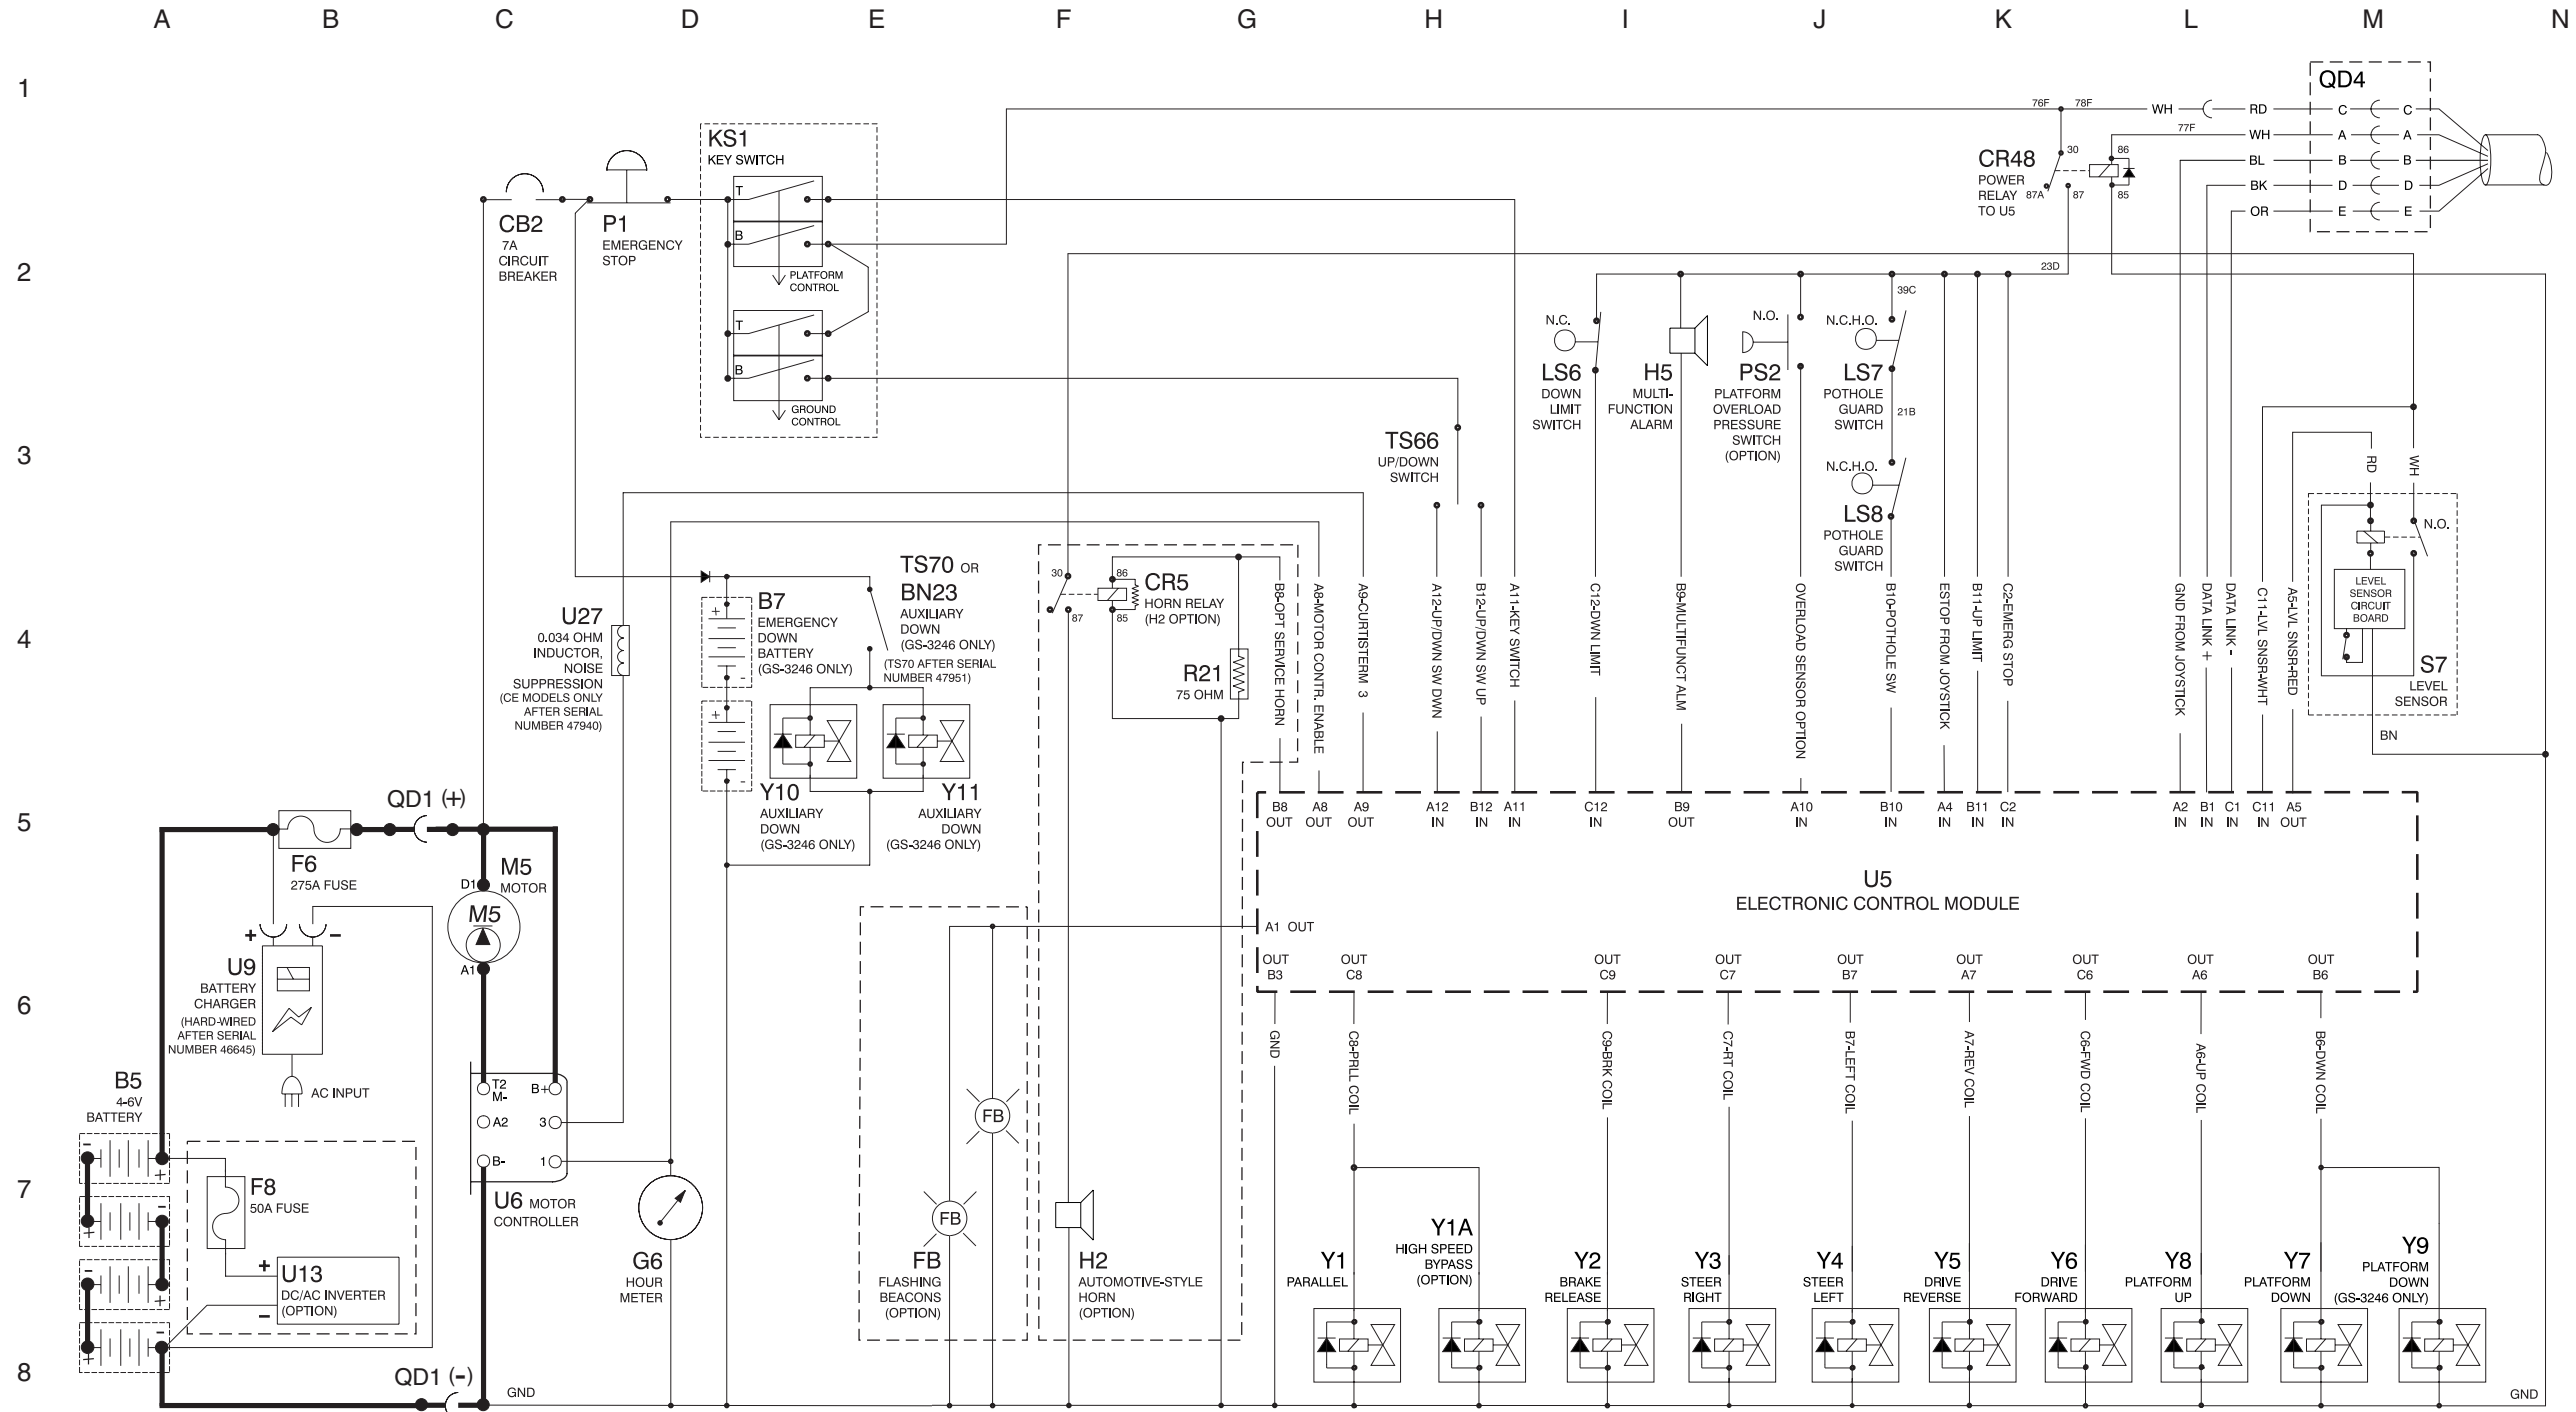 A B C D E F G H I J K L M N
1
2
3
4
5
6
7
8
QD4
76F 78F
WH RD C C
77F
WH A A
BL B B
BK D D
OR E E
CR48
POWER
RELAY
TO U5
30
86
87A
87
85
KS1
KEY SWITCH
T
B
PLATFORM
CONTROL
T
B
GROUND
CONTROL
CB2
7A
CIRCUIT
BREAKER
P1
EMERGENCY
STOP
23D
39C
N.C.
LS6
DOWN
LIMIT
SWITCH
H5
MULTI-
FUNCTION
ALARM
N.O.
PS2
PLATFORM
OVERLOAD
PRESSURE
SWITCH
(OPTION)
N.C.H.O.
LS7
POTHOLE
GUARD
SWITCH
21B
N.C.H.O.
LS8
POTHOLE
GUARD
SWITCH
TS66
UP/DOWN
SWITCH
RD
WH
N.O.
LEVEL
SENSOR
CIRCUIT
BOARD
S7
LEVEL
SENSOR
BN
U27
0.034 OHM
INDUCTOR,
NOISE
SUPPRESSION
(CE MODELS ONLY
AFTER SERIAL
NUMBER 47940)
+
B7
EMERGENCY
DOWN
BATTERY
(GS-3246 ONLY)
-
+
-
TS70 OR
BN23
AUXILIARY
DOWN
(GS-3246 ONLY)
(TS70 AFTER SERIAL
NUMBER 47951)
Y10
AUXILIARY
DOWN
(GS-3246 ONLY)
Y11
AUXILIARY
DOWN
(GS-3246 ONLY)
30
86
87
85
CR5
HORN RELAY
(H2 OPTION)
R21
75 OHM
B8-OPT SERVICE HORN
A8-MOTOR CONTR. ENABLE
A9-CURTISTERM 3
A12-UP/DWN SW DWN
B12-UP/DWN SW UP
A11-KEY SWITCH
C12-DWN LIMIT
B9-MULTIFUNCT ALM
OVERLOAD SENSOR OPTION
B10-POTHOLE SW
ESTOP FROM JOYSTICK
B11-UP LIMIT
C2-EMERG STOP
GND FROM JOYSTICK
DATA LINK +
DATA LINK -
C11-LVL SNSR-WHT
A5-LVL SNSR-RED
B8 A8 A9 A12 B12 A11 C12 B9 A10 B10 A4 B11 C2 A2 B1 C1 C11 A5
OUT OUT OUT IN IN IN IN OUT IN IN IN IN IN IN IN IN IN OUT
U5
ELECTRONIC CONTROL MODULE
A1 OUT
OUT OUT OUT OUT OUT OUT OUT OUT OUT
B3 C8 C9 C7 B7 A7 C6 A6 B6
GND
C8-PRLL COIL
C9-BRK COIL
C7-RT COIL
B7-LEFT COIL
A7-REV COIL
C6-FWD COIL
A6-UP COIL
B6-DWN COIL
QD1 (+)
F6
275A FUSE
D1
M5
MOTOR
M5
A1
+ -
U9
BATTERY
CHARGER
(HARD-WIRED
AFTER SERIAL
NUMBER 46645)
AC INPUT
B5
4-6V
BATTERY
-
+
+
-
-
+
+
-
F8
50A FUSE
+
U13
DC/AC INVERTER
(OPTION)
-
T2
M-
B+
A2
3
B-
1
U6 MOTOR
CONTROLLER
G6
HOUR
METER
FB
FB
FB
FLASHING
BEACONS
(OPTION)
H2
AUTOMOTIVE-STYLE
HORN
(OPTION)
Y1
PARALLEL
Y1A
HIGH SPEED
BYPASS
(OPTION)
Y2
BRAKE
RELEASE
Y3
STEER
RIGHT
Y4
STEER
LEFT
Y5
DRIVE
REVERSE
Y6
DRIVE
FORWARD
Y8
PLATFORM
UP
Y7
PLATFORM
DOWN
Y9
PLATFORM
DOWN
(GS-3246 ONLY)
QD1 (-)
GND
GND